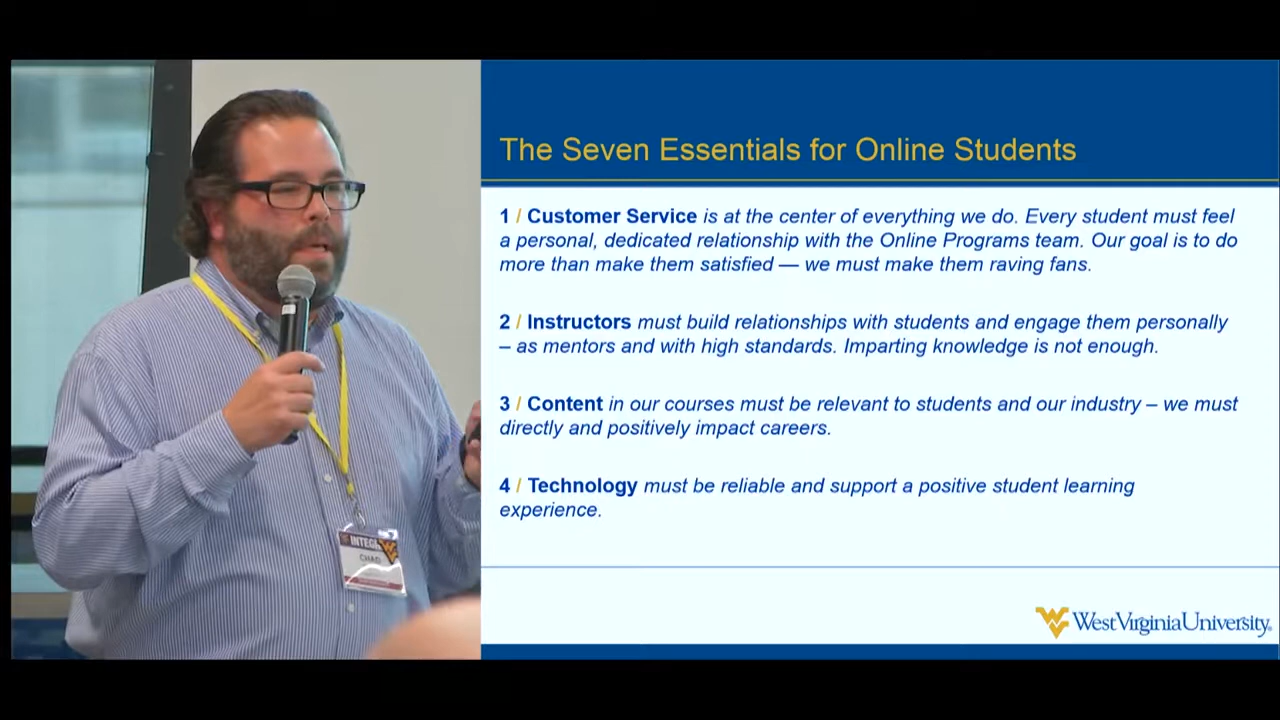 INTEGR
CHAD
The Seven Essentials for Online Students
1 / Customer Service is at the center of everything we do. Every student must feel
a personal, dedicated relationship with the Online Programs team. Our goal is to do
more than make them satisfied — we must make them raving fans.
2 / Instructors must build relationships with students and engage them personally
– as mentors and with high standards. Imparting knowledge is not enough.
3 / Content in our courses must be relevant to students and our industry – we must
directly and positively impact careers.
4 / Technology must be reliable and support a positive student learning
experience.
WestVirginiaUniversity.